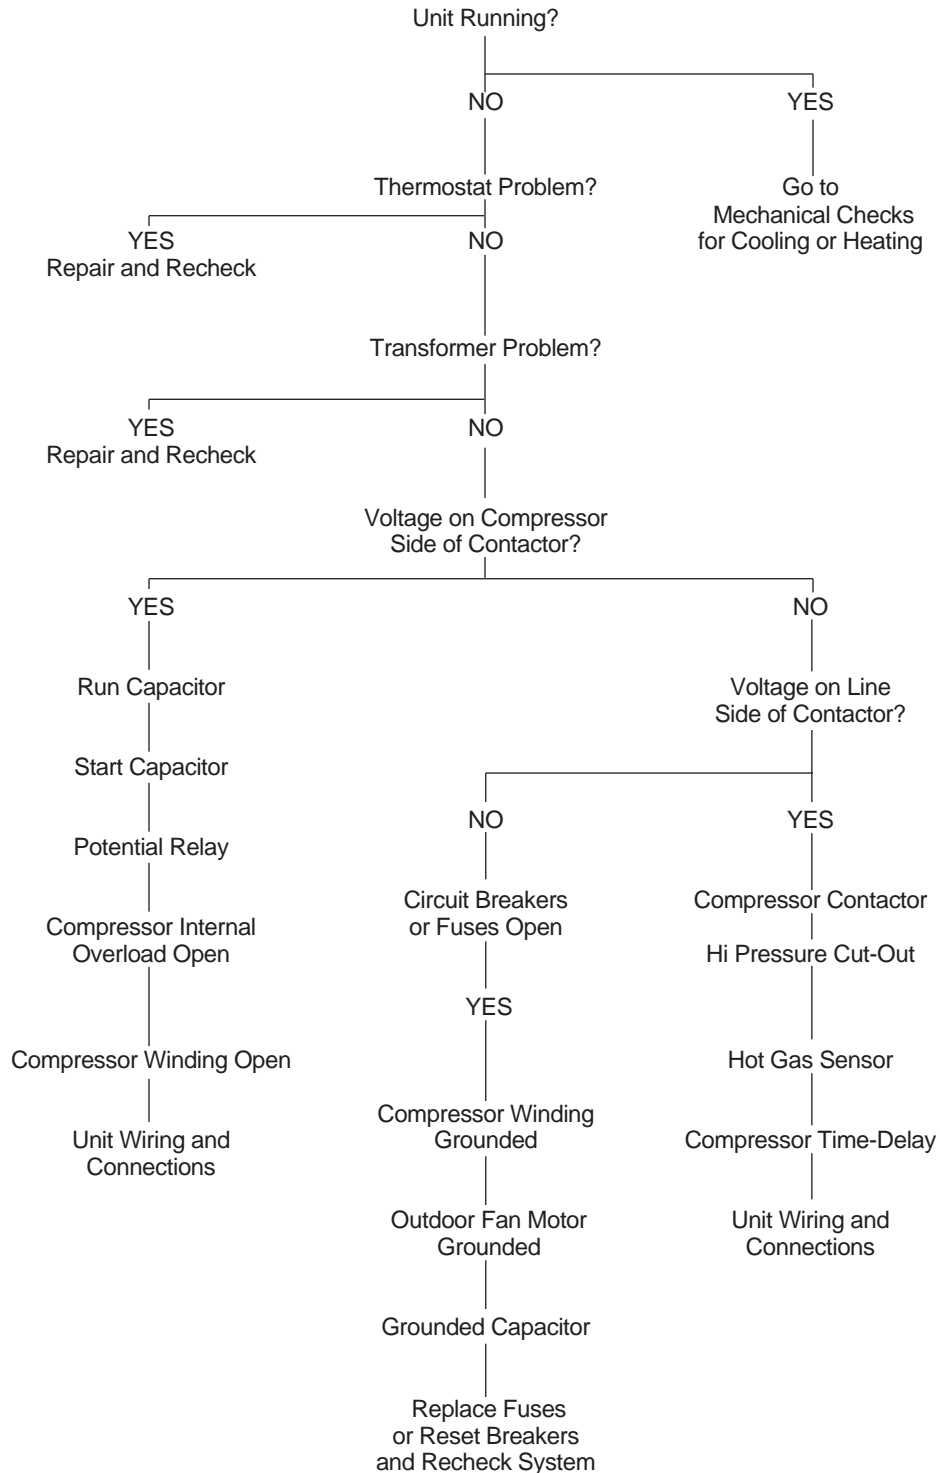 Unit Running?
NO
YES
Thermostat Problem?
Go to
Mechanical Checks
for Cooling or Heating
YES
Repair and Recheck
NO
Transformer Problem?
YES
Repair and Recheck
NO
Voltage on Compressor
Side of Contactor?
YES
NO
Run Capacitor
Start Capacitor
Potential Relay
Compressor Internal
Overload Open
Compressor Winding Open
Unit Wiring and
Connections
Voltage on Line
Side of Contactor?
NO
YES
Circuit Breakers
or Fuses Open
YES
Compressor Winding
Grounded
Outdoor Fan Motor
Grounded
Grounded Capacitor
Replace Fuses
or Reset Breakers
and Recheck System
Compressor Contactor
Hi Pressure Cut-Out
Hot Gas Sensor
Compressor Time-Delay
Unit Wiring and
Connections